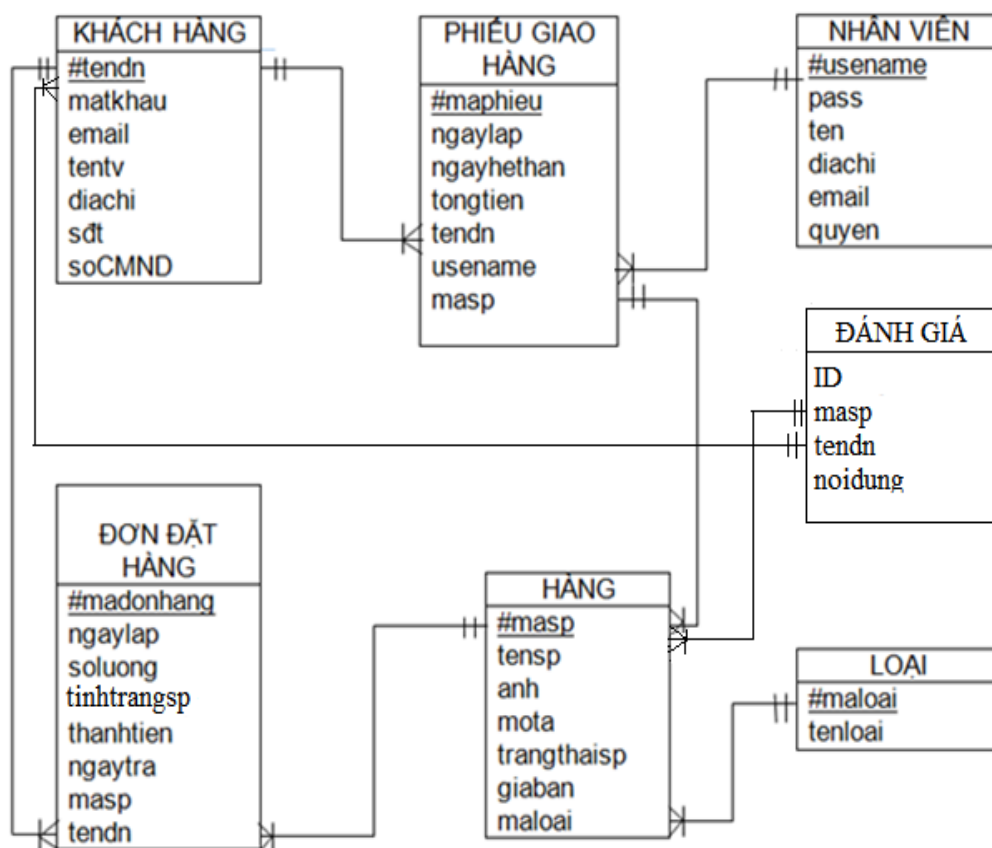 KHÁCH HÀNG
#tendn
matkhau
email
tentv
diachi
sđt
soCMND
PHIẾU GIAO
HÀNG
#maphieu
ngaylap
ngayhethan
tongtien
tendn
usename
masp
NHÂN VIÊN
#usename
pass
ten
diachi
email
quyen
ĐÁNH GIÁ
ID
masp
tendn
noidung
ĐƠN ĐẶT
HÀNG
#madonhang
ngaylap
soluong
tinhtrangsp
thanhtien
ngaytra
masp
tendn
HÀNG
#masp
tensp
anh
mota
trangthaisp
giaban
maloai
LOẠI
#maloai
tenloai